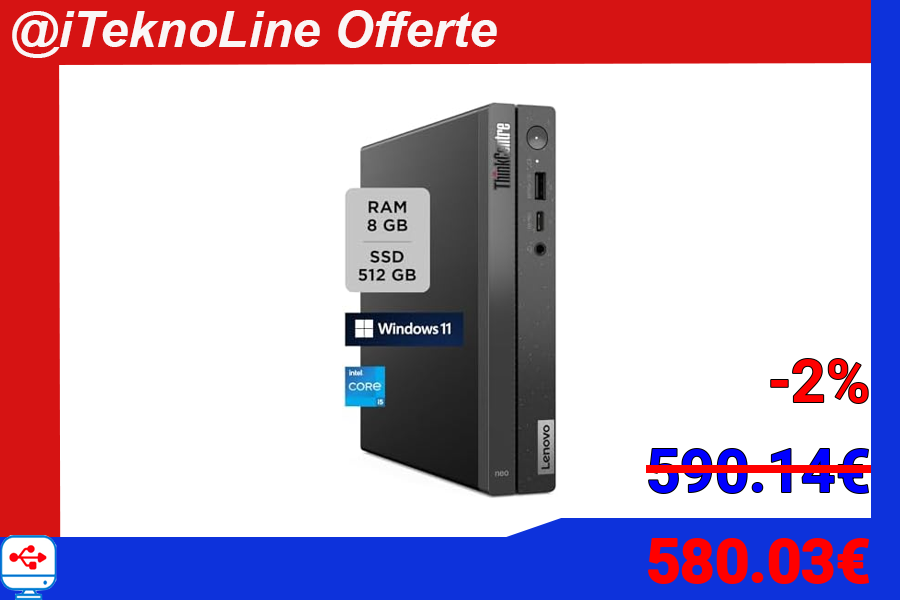 @iTeknoLine Offerte
ThinkCentre
RAM
8 GB
SSD
512 GB
Windows 11
intel
CORE
i5
Lenovo
neo
-2%
590.14€
580.03€